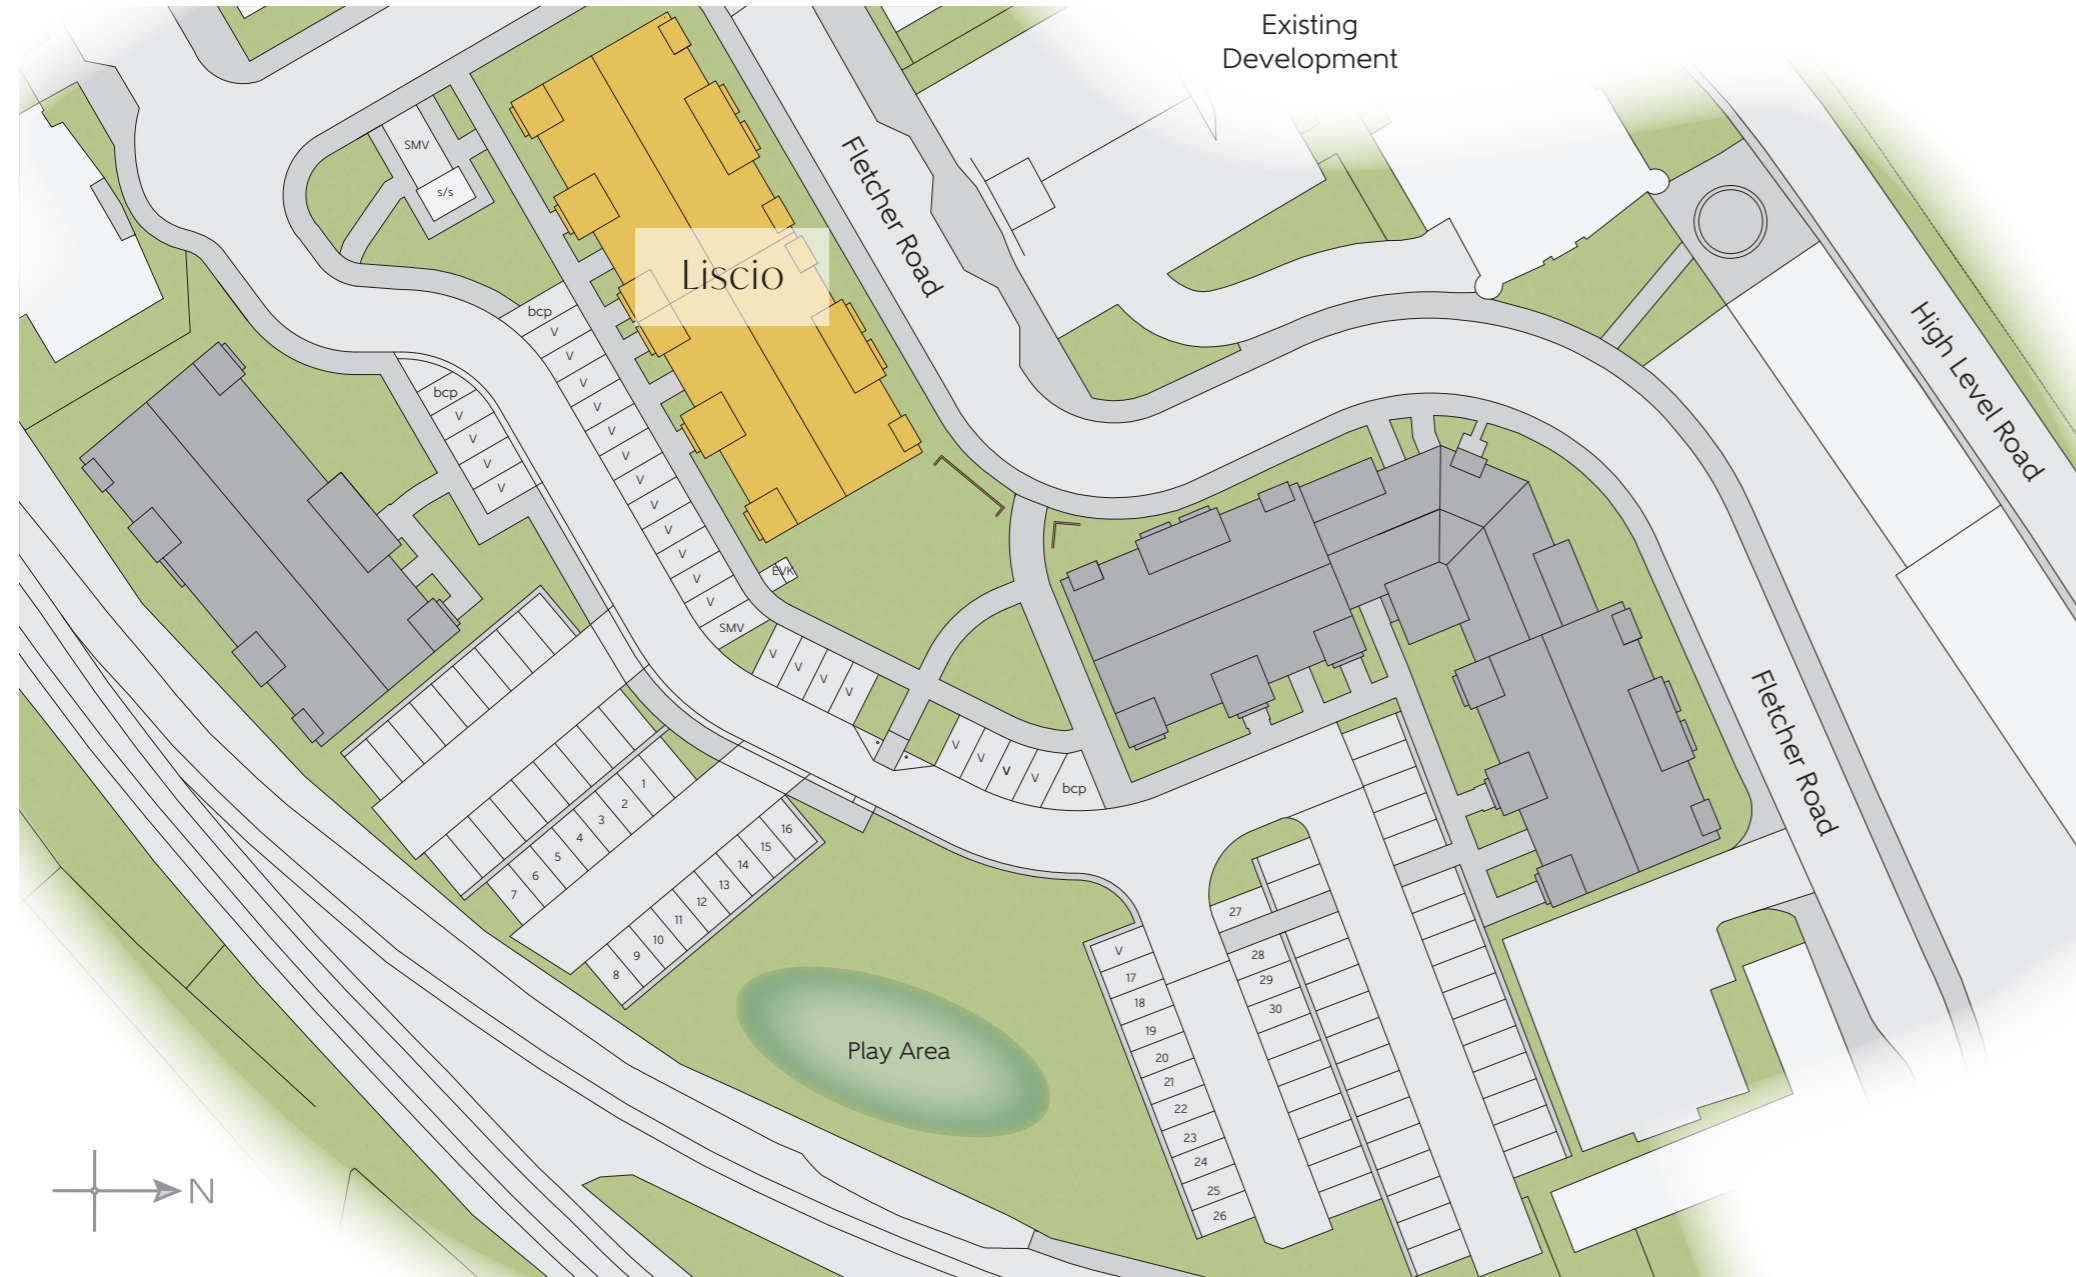 Existing
Development
Fletcher Road
SMV
s/s
Liscio
High Level Road
bcp
V
V
V
V
V
V
V
V
V
V
V
V
SMV
bcp
V
V
V
V
EVK
V
V
V
V
V
V
V
V
bcp
Fletcher Road
1
2
3
4
5
6
7
16
15
14
13
12
11
10
9
8
27
28
29
30
V
17
18
19
20
21
22
23
24
25
26
Play Area
N